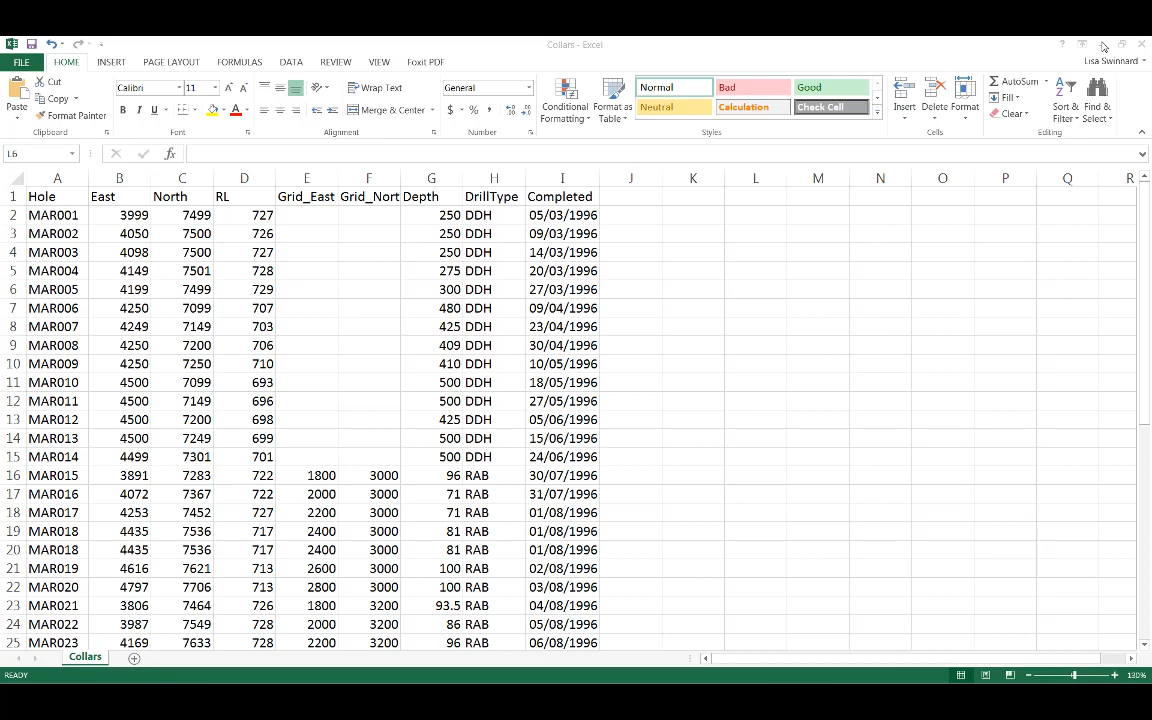 Collars - Excel
?
Lisa Swinnard
FILE HOME INSERT PAGE LAYOUT FORMULAS DATA REVIEW VIEW Foxit PDF
Cut
Copy
Format Painter
Paste
Clipboard
Calibri 11
B I U
Font
Wrap Text
Merge & Center
Alignment
General
$ % ,
Number
Conditional Formatting
Format as Table
Normal Bad Good
Neutral Calculation Check Cell
Styles
Insert Delete Format
Cells
AutoSum
Fill
Clear
Sort & Filter
Find & Select
Editing
L6 fx
A B C D E F G H I J K L M N O P Q R
1 Hole East North RL Grid_East Grid_Nort Depth DrillType Completed
2 MAR001 3999 7499 727 250 DDH 05/03/1996
3 MAR002 4050 7500 726 250 DDH 09/03/1996
4 MAR003 4098 7500 727 250 DDH 14/03/1996
5 MAR004 4149 7501 728 275 DDH 20/03/1996
6 MAR005 4199 7499 729 300 DDH 27/03/1996
7 MAR006 4250 7099 707 480 DDH 09/04/1996
8 MAR007 4249 7149 703 425 DDH 23/04/1996
9 MAR008 4250 7200 706 409 DDH 30/04/1996
10 MAR009 4250 7250 710 410 DDH 10/05/1996
11 MAR010 4500 7099 693 500 DDH 18/05/1996
12 MAR011 4500 7149 696 500 DDH 27/05/1996
13 MAR012 4500 7200 698 425 DDH 05/06/1996
14 MAR013 4500 7249 699 500 DDH 15/06/1996
15 MAR014 4499 7301 701 500 DDH 24/06/1996
16 MAR015 3891 7283 722 1800 3000 96 RAB 30/07/1996
17 MAR016 4072 7367 722 2000 3000 71 RAB 31/07/1996
18 MAR017 4253 7452 727 2200 3000 71 RAB 01/08/1996
19 MAR018 4435 7536 717 2400 3000 81 RAB 01/08/1996
20 MAR018 4435 7536 717 2400 3000 81 RAB 01/08/1996
21 MAR019 4616 7621 713 2600 3000 100 RAB 02/08/1996
22 MAR020 4797 7706 713 2800 3000 100 RAB 03/08/1996
23 MAR021 3806 7464 726 1800 3200 93.5 RAB 04/08/1996
24 MAR022 3987 7549 728 2000 3200 86 RAB 05/08/1996
25 MAR023 4169 7633 728 2200 3200 96 RAB 06/08/1996
Collars
READY 130%